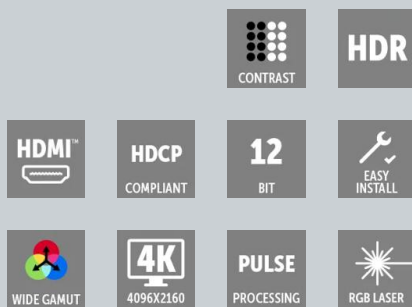 CONTRAST
HDR
HDMI™
HDCP
COMPLIANT
12
BIT
EASY
INSTALL
WIDE GAMUT
4K
4096X2160
PULSE
PROCESSING
RGB LASER